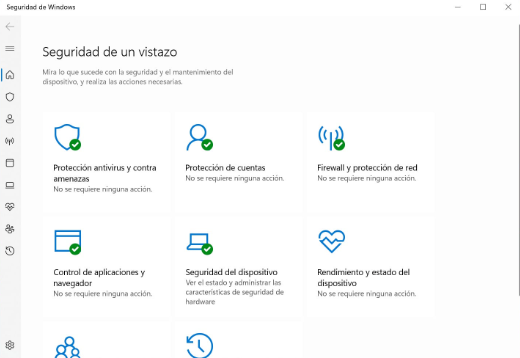 Seguridad de Windows
Seguridad de un vistazo
Mira lo que sucede con la seguridad y el mantenimiento del
dispositivo, y realiza las acciones necesarias.
Protección antivirus y contra
amenazas
No se requiere ninguna acción.
Protección de cuentas
No se requiere ninguna acción.
Firewall y protección de red
No se requiere ninguna acción.
Control de aplicaciones y
navegador
No se requiere ninguna acción.
Seguridad del dispositivo
Ver el estado y administrar las
características de seguridad de
hardware
Rendimiento y estado del
dispositivo
No se requiere ninguna acción.